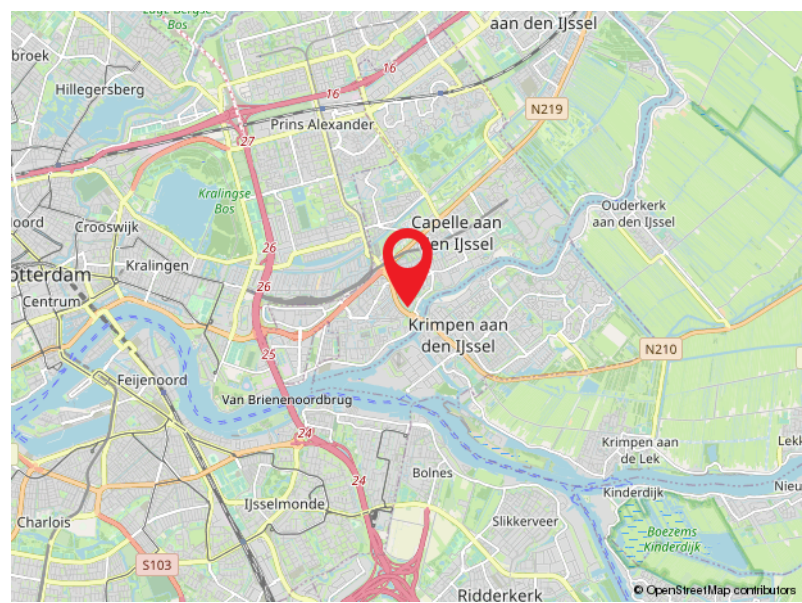 Bos
aan den IJssel
broek
16
Hillegersberg
16
N219
Prins Alexander
27
Kralingse
Bos
Ouderkerk
aan den IJssel
oord
Crooswijk
Capelle aan
den IJssel
26
Kralingen
otterdam
26
Centrum
Krimpen aan
den IJssel
25
N210
Feijenoord
Van Brienenoordbrug
24
Krimpen aan
de Lek
Lekk
Bolnes
24
Nieu
Kinderdijk
IJsselmonde
Charlois
Slikkerveer
Boezems
Kinderdijk
S103
Ridderkerk
© OpenStreetMap contributors